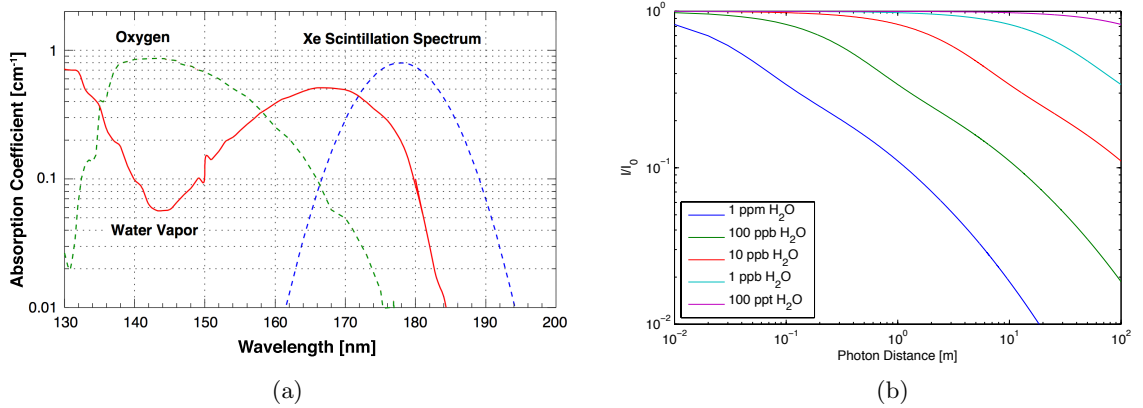 Absorption Coefficient [cm⁻¹]
1
0.1
0.01
Oxygen
Xe Scintillation Spectrum
Water Vapor
130 140 150 160 170 180 190 200
Wavelength [nm]
(a)
I/I₀
10⁰
10⁻¹
10⁻²
1 ppm H₂O
100 ppb H₂O
10 ppb H₂O
1 ppb H₂O
100 ppt H₂O
10⁻² 10⁻¹ 10⁰ 10¹ 10²
Photon Distance [m]
(b)